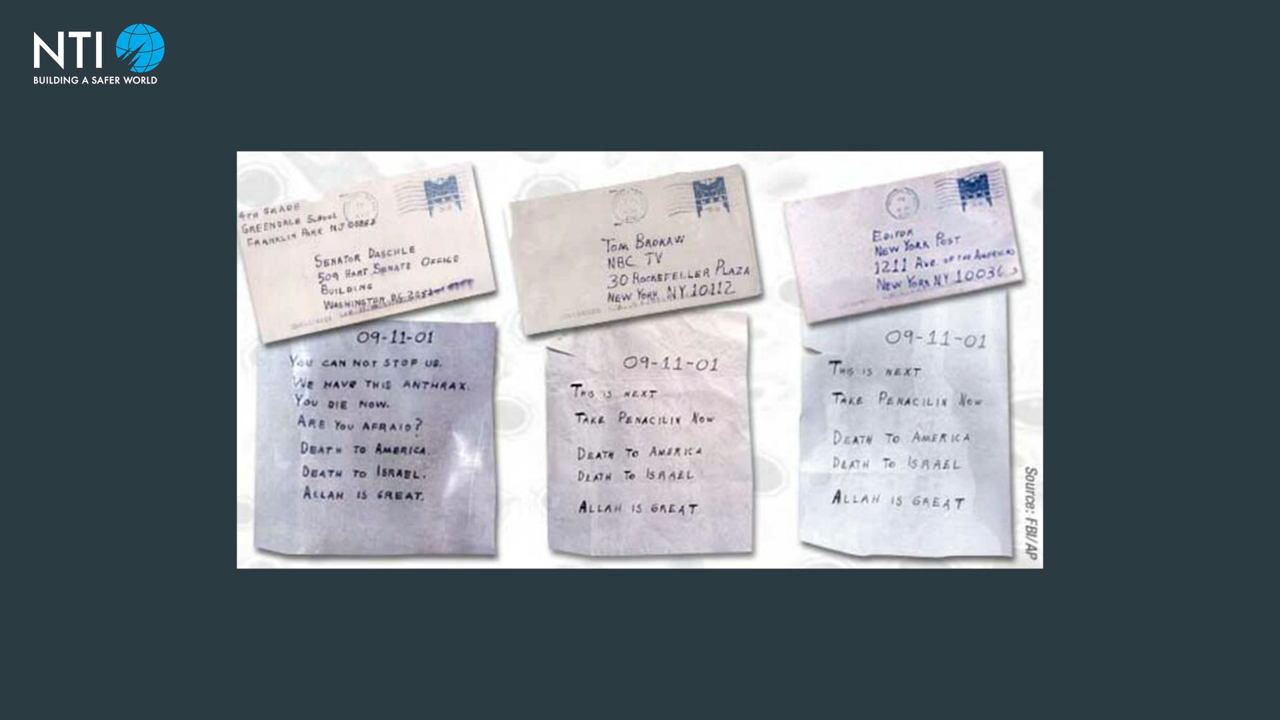 NTI
BUILDING A SAFER WORLD
4TH GRADE
GREENDALE SCHOOL
FRANKLIN PARK NJ 08852
SENATOR DASCHLE
509 HART SENATE OFFICE
BUILDING
WASHINGTON
09-11-01
YOU CAN NOT STOP US.
WE HAVE THIS ANTHRAX.
YOU DIE NOW.
ARE YOU AFRAID?
DEATH TO AMERICA.
DEATH TO ISRAEL.
ALLAH IS GREAT.
TOM BROKAW
NBC TV
30 ROCKEFELLER PLAZA
NEW YORK NY 10112
09-11-01
THIS IS NEXT
TAKE PENACILIN NOW
DEATH TO AMERICA
DEATH TO ISRAEL
ALLAH IS GREAT
EDITOR
NEW YORK POST
1211 AVE. OF THE AMERICAS
NEW YORK NY 10036
09-11-01
THIS IS NEXT
TAKE PENACILIN NOW
DEATH TO AMERICA
DEATH TO ISRAEL
ALLAH IS GREAT
Source: FBI/AP